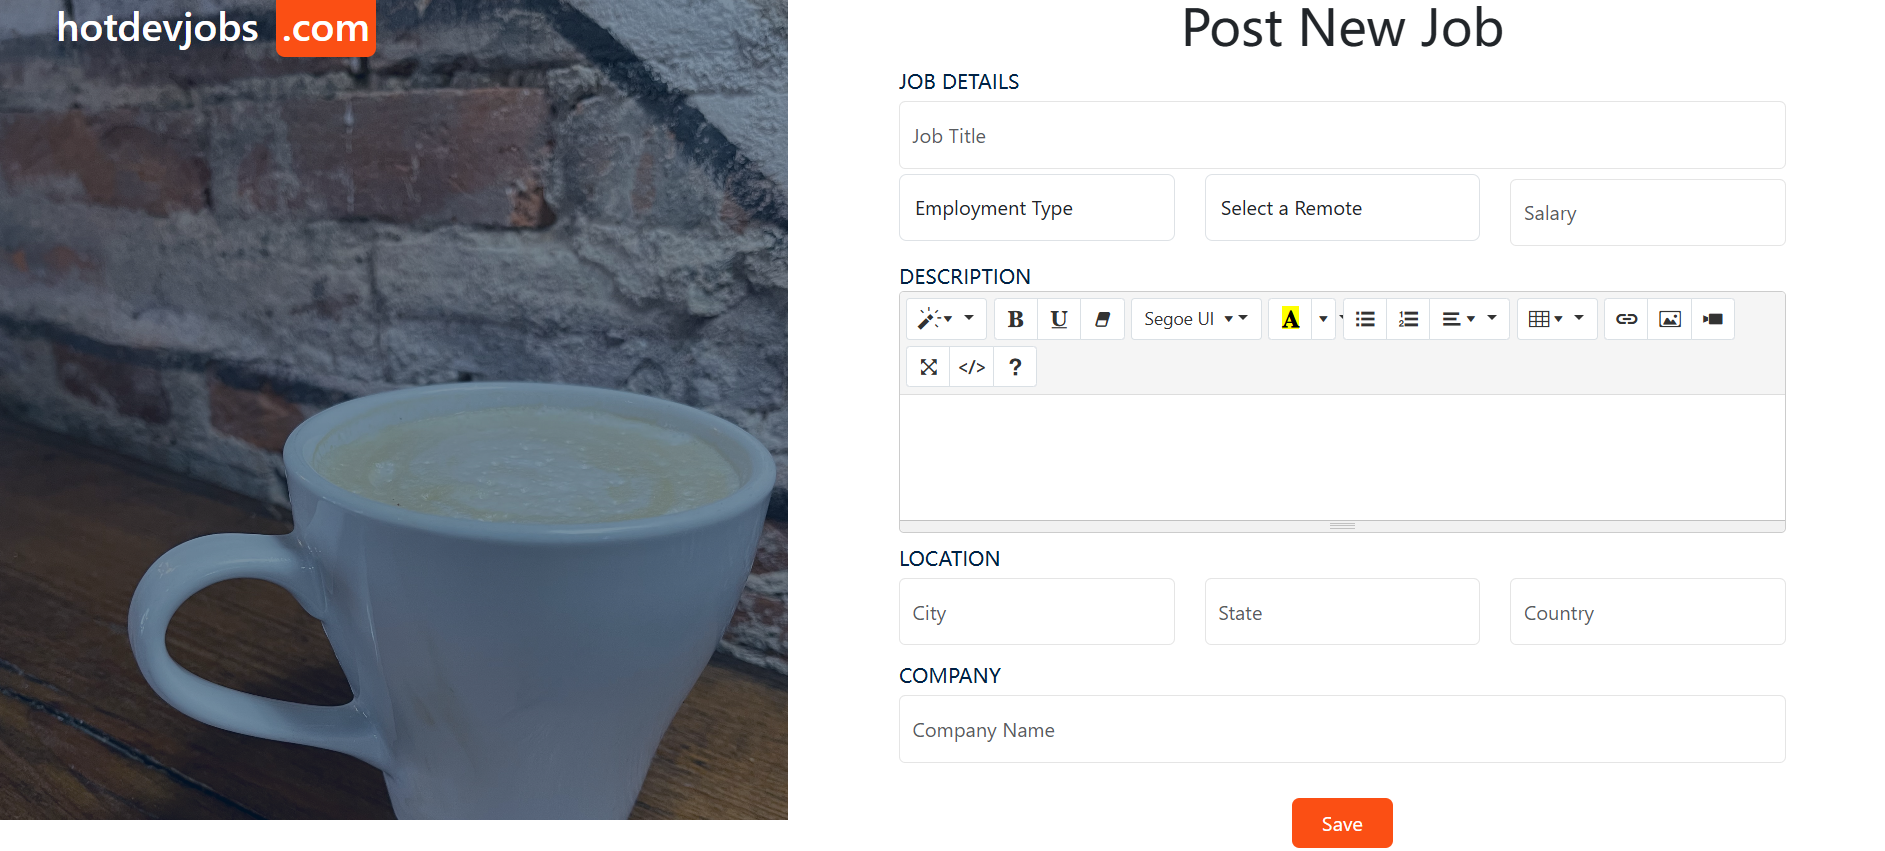 hotdevjobs .com
Post New Job
JOB DETAILS
Job Title
Employment Type
Select a Remote
Salary
DESCRIPTION
B U Segoe UI A
</> ?
LOCATION
City
State
Country
COMPANY
Company Name
Save